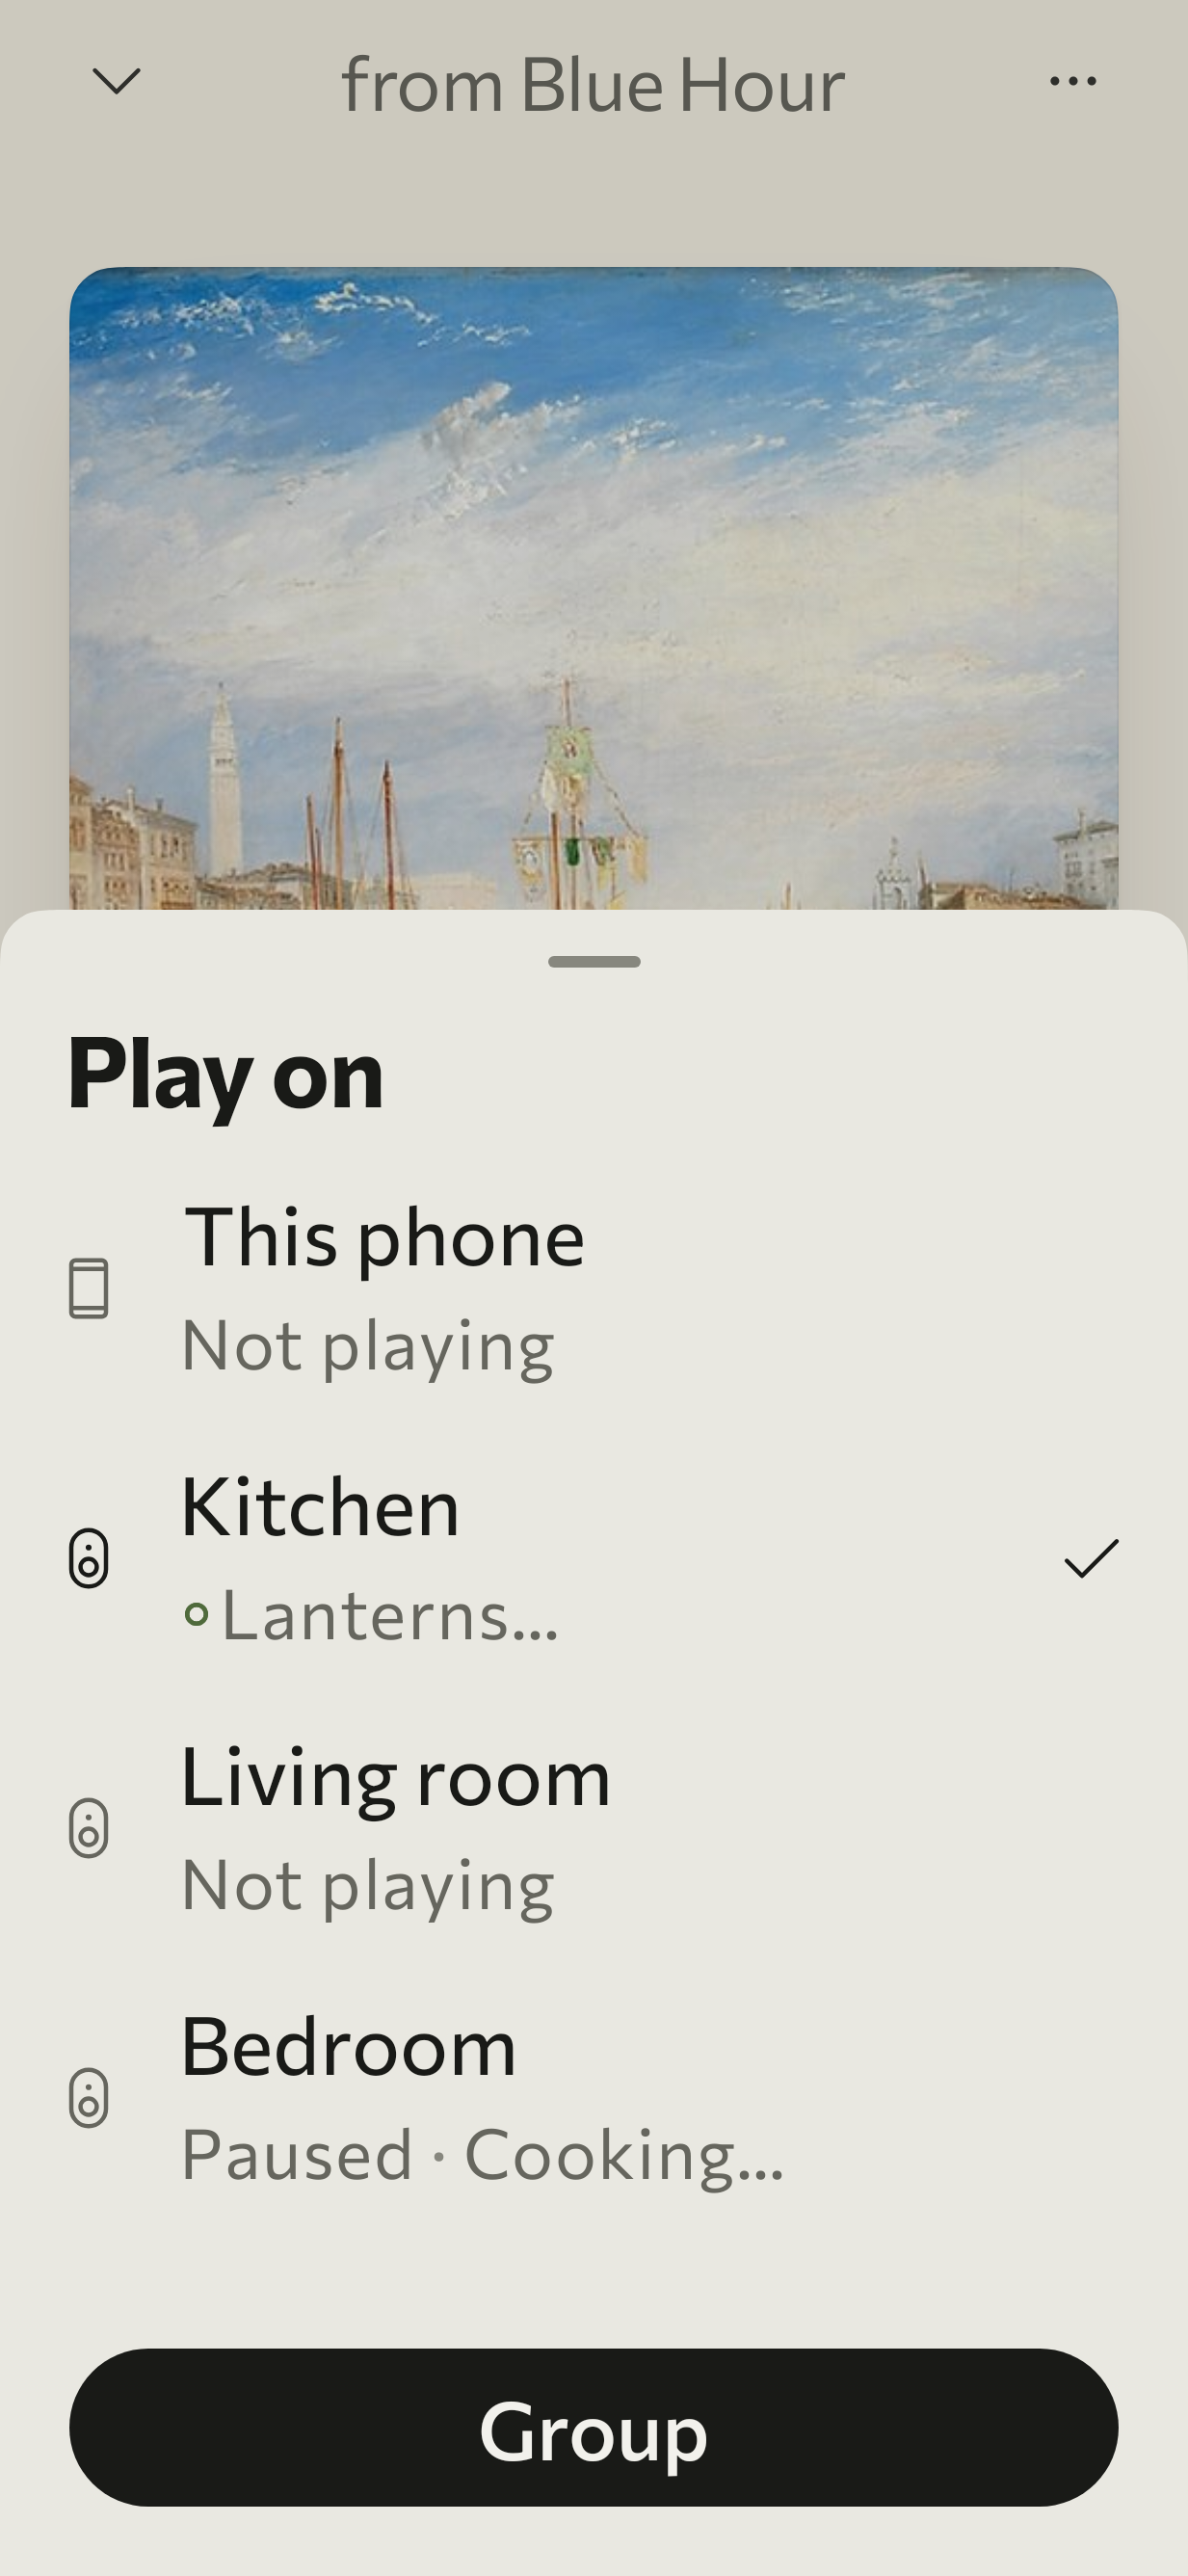 from Blue Hour
Play on
This phone
Not playing
Kitchen
Lanterns...
Living room
Not playing
Bedroom
Paused · Cooking...
Group